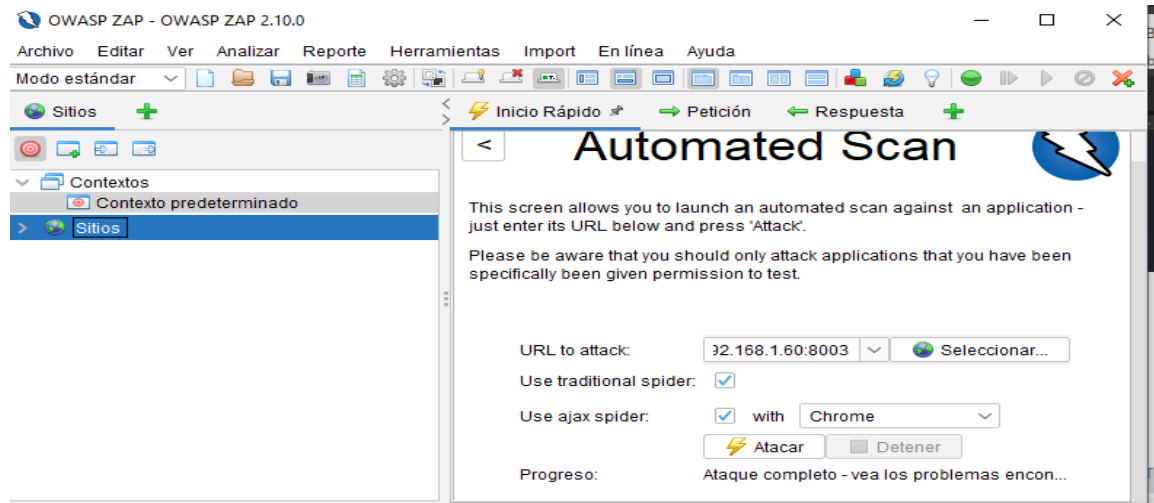 OWASP ZAP - OWASP ZAP 2.10.0
Archivo Editar Ver Analizar Reporte Herramientas Import En línea Ayuda
Modo estándar
Sitios
Inicio Rápido Petición Respuesta
< Automated Scan
Contextos
Contexto predeterminado
Sitios
This screen allows you to launch an automated scan against an application -
just enter its URL below and press 'Attack'.
Please be aware that you should only attack applications that you have been
specifically been given permission to test.
URL to attack: 92.168.1.60:8003 Seleccionar...
Use traditional spider:
Use ajax spider: with Chrome
Atacar Detener
Progreso: Ataque completo - vea los problemas encon...